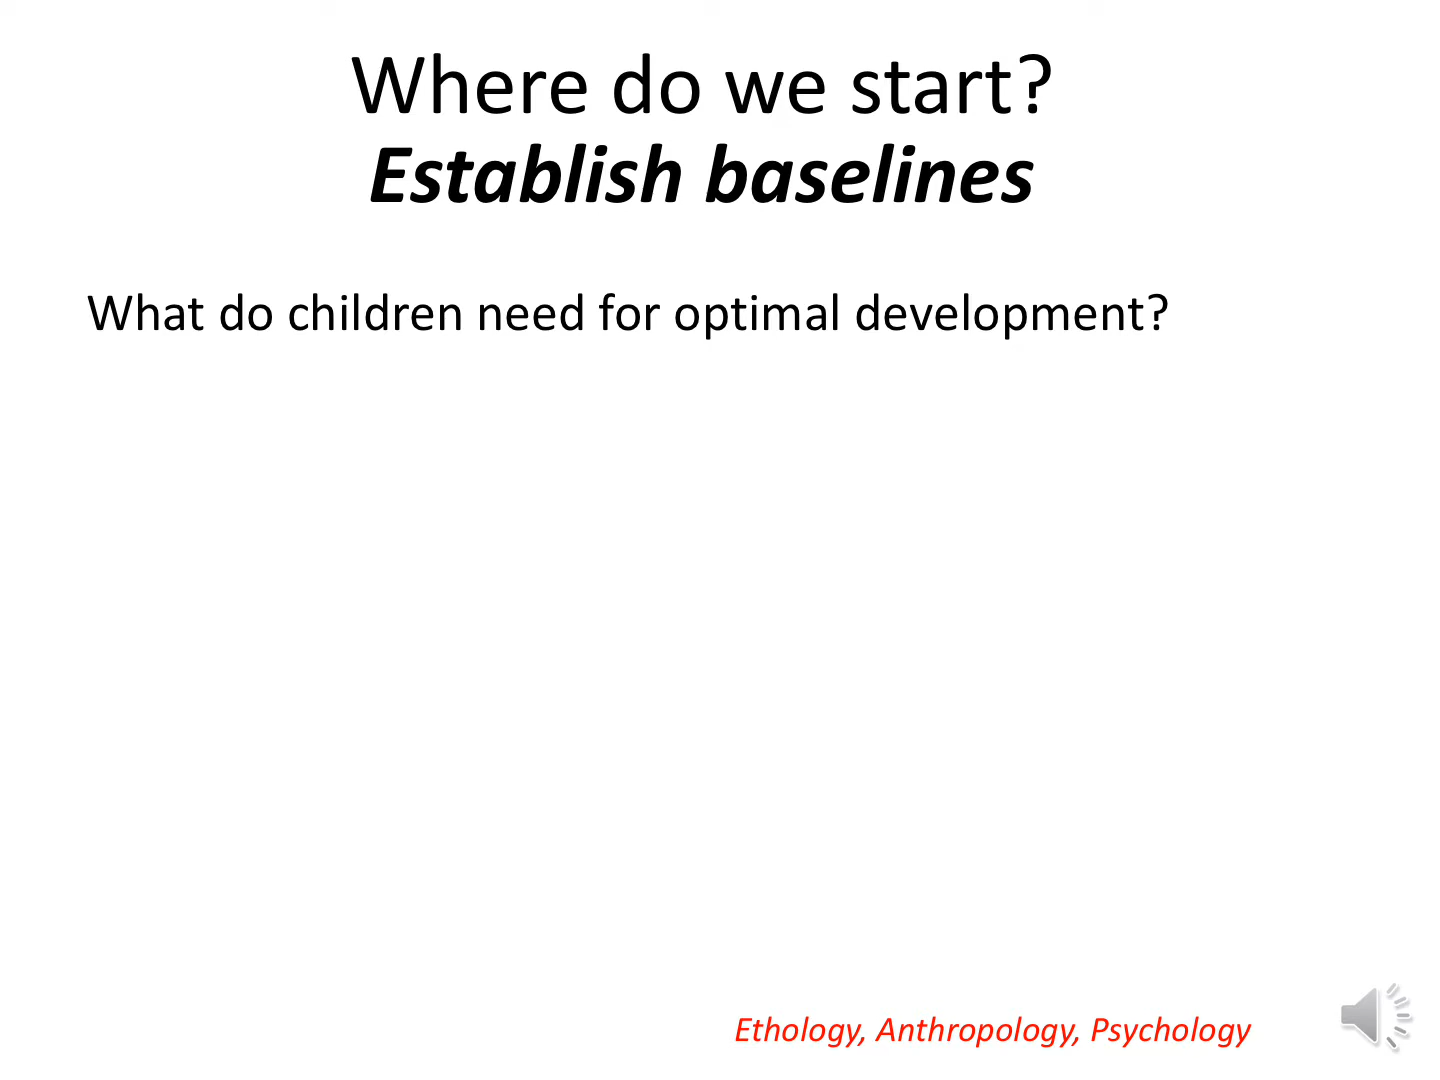 Where do we start?
Establish baselines
What do children need for optimal development?
Ethology, Anthropology, Psychology